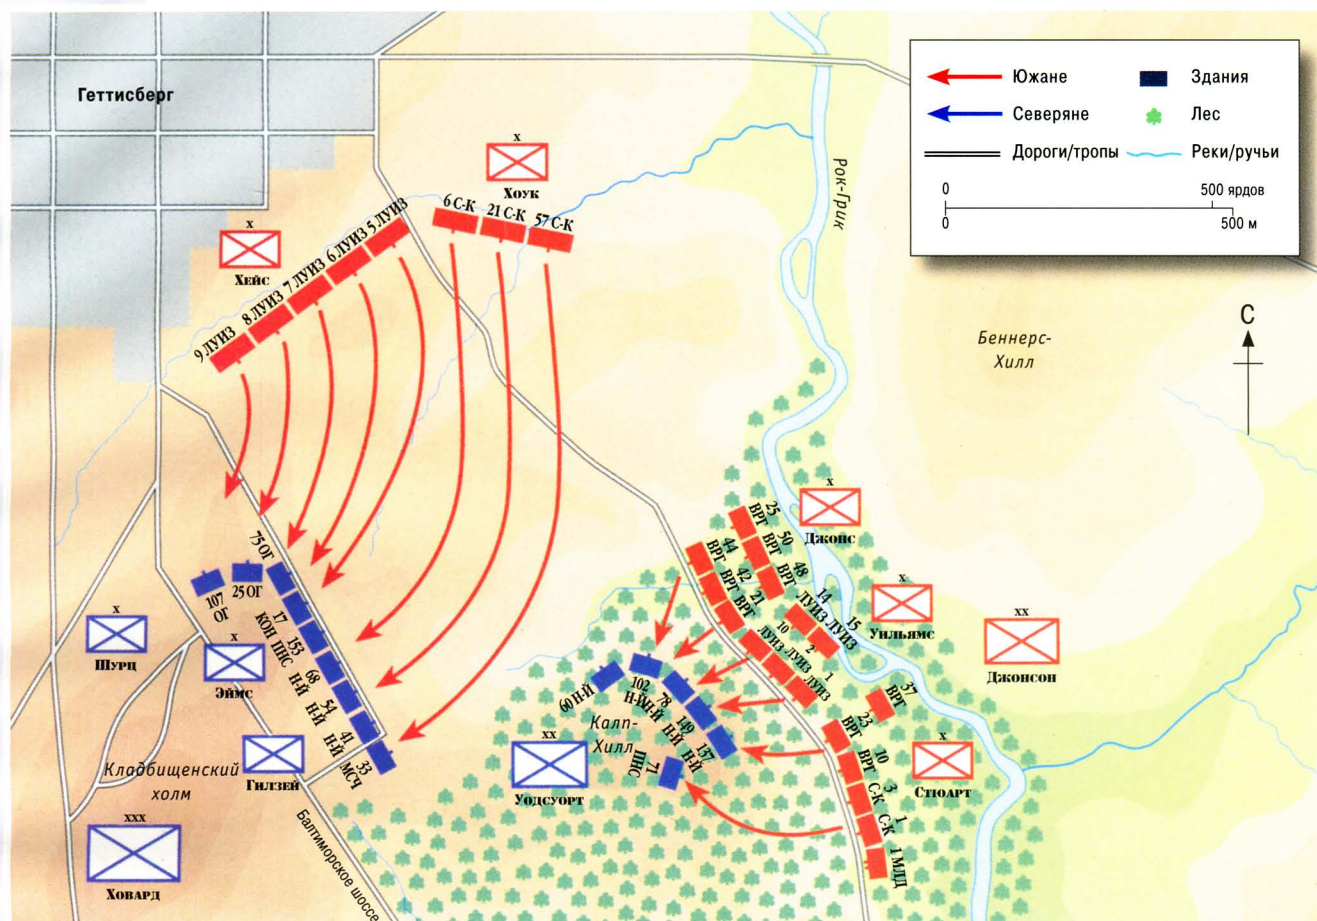 Геттисберг
Южане
Здания
Северяне
Лес
Дороги/тропы
Реки/ручьи
0
500 ярдов
0
500 м
С
x
Хоук
6 С-К
21 С-К
57 С-К
x
Хейс
9 ЛУИЗ
8 ЛУИЗ
7 ЛУИЗ
6 ЛУИЗ
5 ЛУИЗ
Рок-Грик
Беннерс-
Хилл
x
Джонс
x
Уильямс
xx
Джонсон
x
Стюарт
25
ВРГ
50
ВРГ
48
ВРГ
44
ВРГ
42
ВРГ
21
ВРГ
14
ЛУИЗ
15
ЛУИЗ
10
ЛУИЗ
2
ЛУИЗ
1
ЛУИЗ
37
ВРГ
23
ВРГ
10
ВРГ
3
С-К
1
С-К
1 МЛД
75 ОГ
25 ОГ
107
ОГ
17
КОН
153
ПНС
68
Н-Й
54
Н-Й
41
Н-Й
33
МСЧ
60 Н-Й
102
Н-Й
78
Н-Й
149
Н-Й
137
Н-Й
71
ПНС
Калп-
Хилл
xx
Уодсуорт
x
Шурц
x
Эймс
Гилзей
Кладбищенский
холм
xxx
Ховард
Балтиморское шоссе